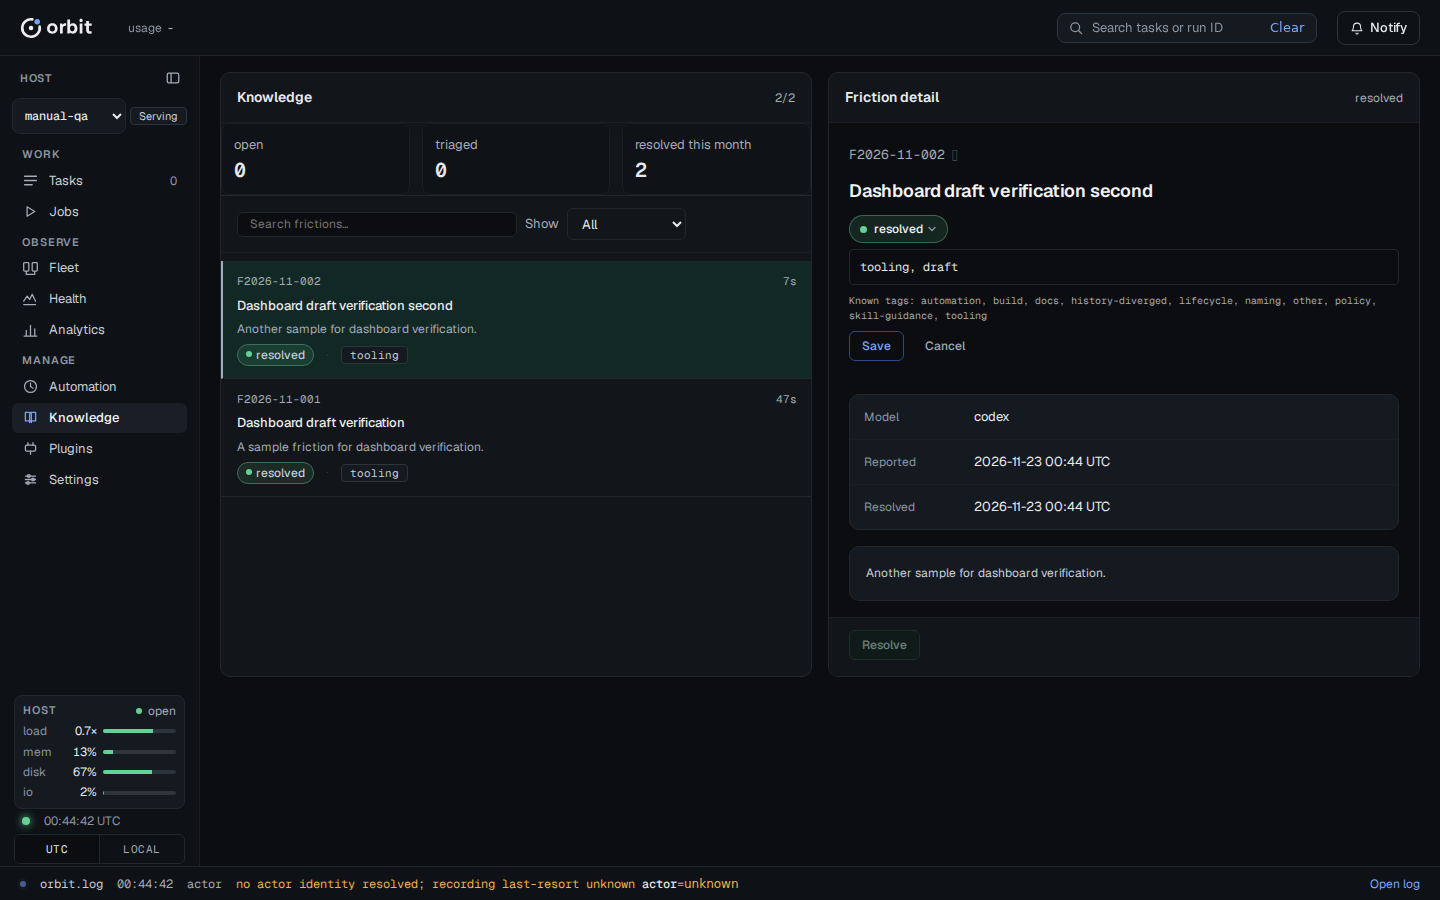 orbit
usage -
Search tasks or run ID
Clear
Notify
HOST
manual-qa
Serving
WORK
Tasks 0
Jobs
OBSERVE
Fleet
Health
Analytics
MANAGE
Automation
Knowledge
Plugins
Settings
HOST open
load 0.7×
mem 13%
disk 67%
io 2%
00:44:42 UTC
UTC LOCAL
Knowledge 2/2
open
0
triaged
0
resolved this month
2
Search frictions…
Show
All
F2026-11-002 7s
Dashboard draft verification second
Another sample for dashboard verification.
resolved · tooling
F2026-11-001 47s
Dashboard draft verification
A sample friction for dashboard verification.
resolved · tooling
Friction detail resolved
F2026-11-002
Dashboard draft verification second
resolved
tooling, draft
Known tags: automation, build, docs, history-diverged, lifecycle, naming, other, policy,
skill-guidance, tooling
Save Cancel
Model codex
Reported 2026-11-23 00:44 UTC
Resolved 2026-11-23 00:44 UTC
Another sample for dashboard verification.
Resolve
orbit.log 00:44:42 actor no actor identity resolved; recording last-resort unknown actor=unknown
Open log